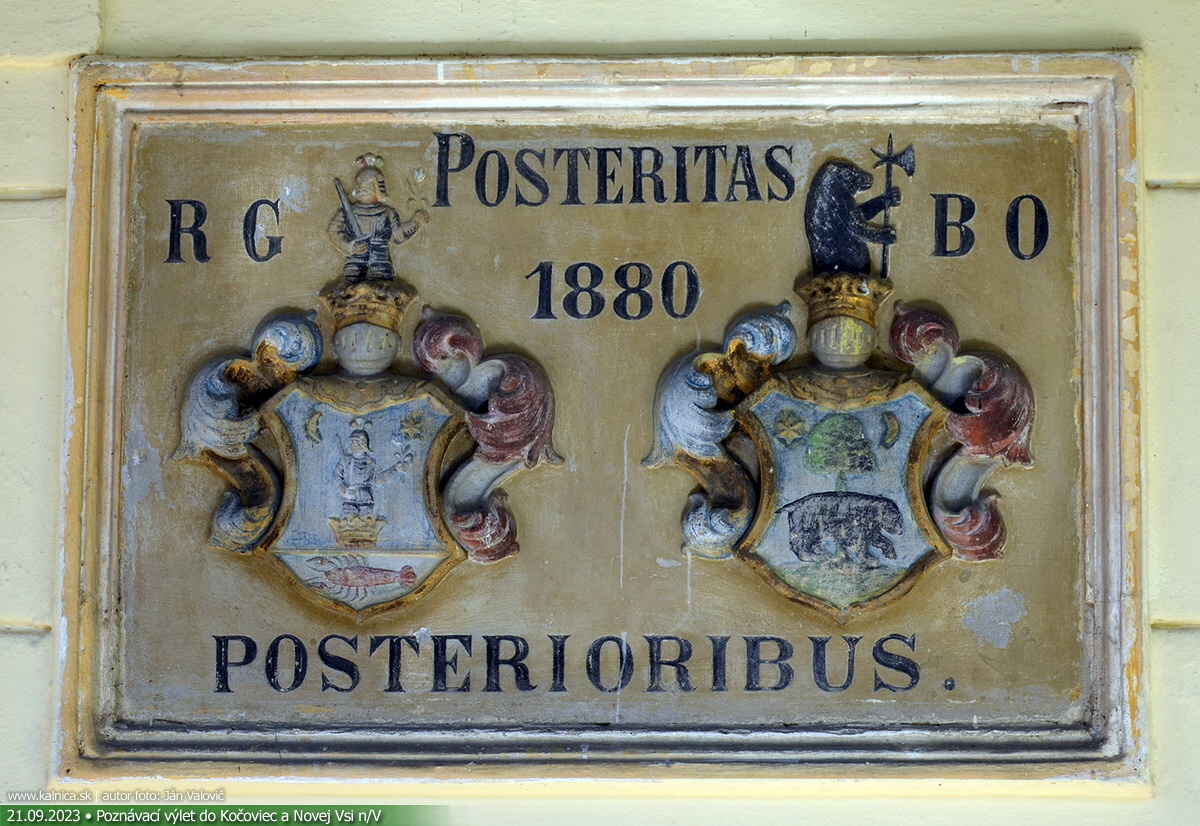 POSTERITAS
R G
B O
1880
POSTERIORIBUS.
www.kalnica.sk | autor foto: Ján Valovič
21.09.2023 • Poznávací výlet do Kočoviec a Novej Vsi n/V